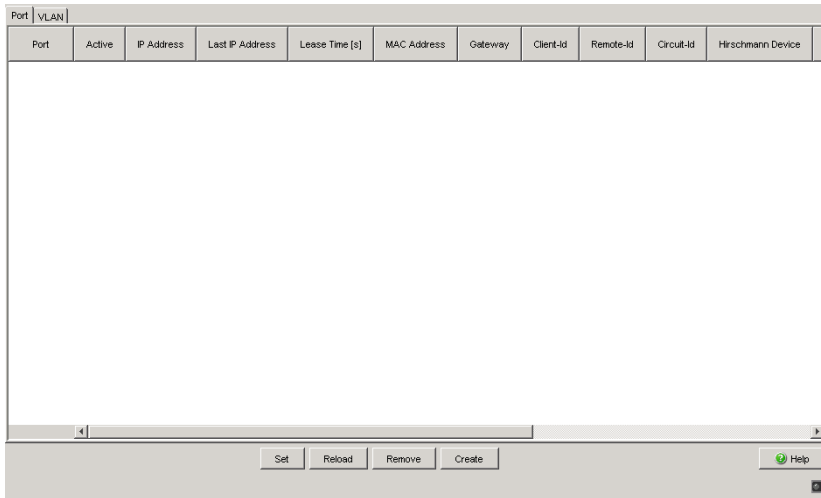 Port VLAN
Port Active IP Address Last IP Address Lease Time [s] MAC Address Gateway Client-Id Remote-Id Circuit-Id Hirschmann Device
Set Reload Remove Create Help